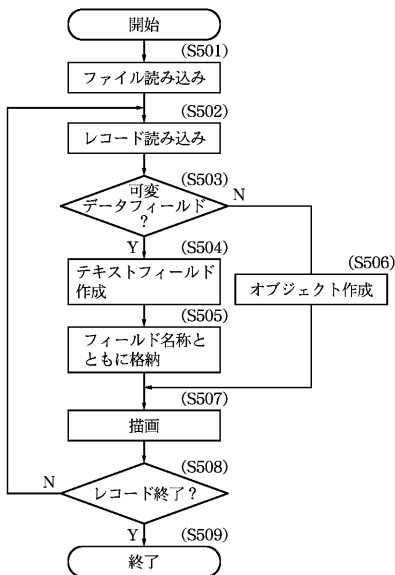 開始
(S501)
ファイル読み込み
(S502)
レコード読み込み
(S503)
可変
データフィールド
?
N
Y
(S504)
テキストフィールド
作成
(S506)
オブジェクト作成
(S505)
フィールド名称と
ともに格納
(S507)
描画
(S508)
N
レコード終了?
Y
(S509)
終了